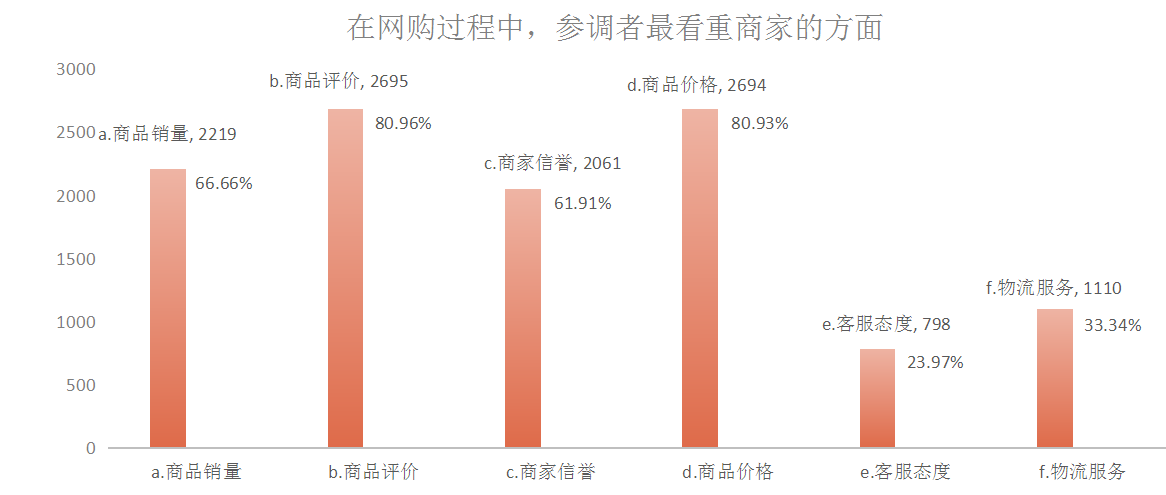 在网购过程中，参调者最看重商家的方面
3000
2500
2000
1500
1000
500
0
a.商品销量, 2219
66.66%
b.商品评价, 2695
80.96%
c.商家信誉, 2061
61.91%
d.商品价格, 2694
80.93%
e.客服态度, 798
23.97%
f.物流服务, 1110
33.34%
a.商品销量
b.商品评价
c.商家信誉
d.商品价格
e.客服态度
f.物流服务